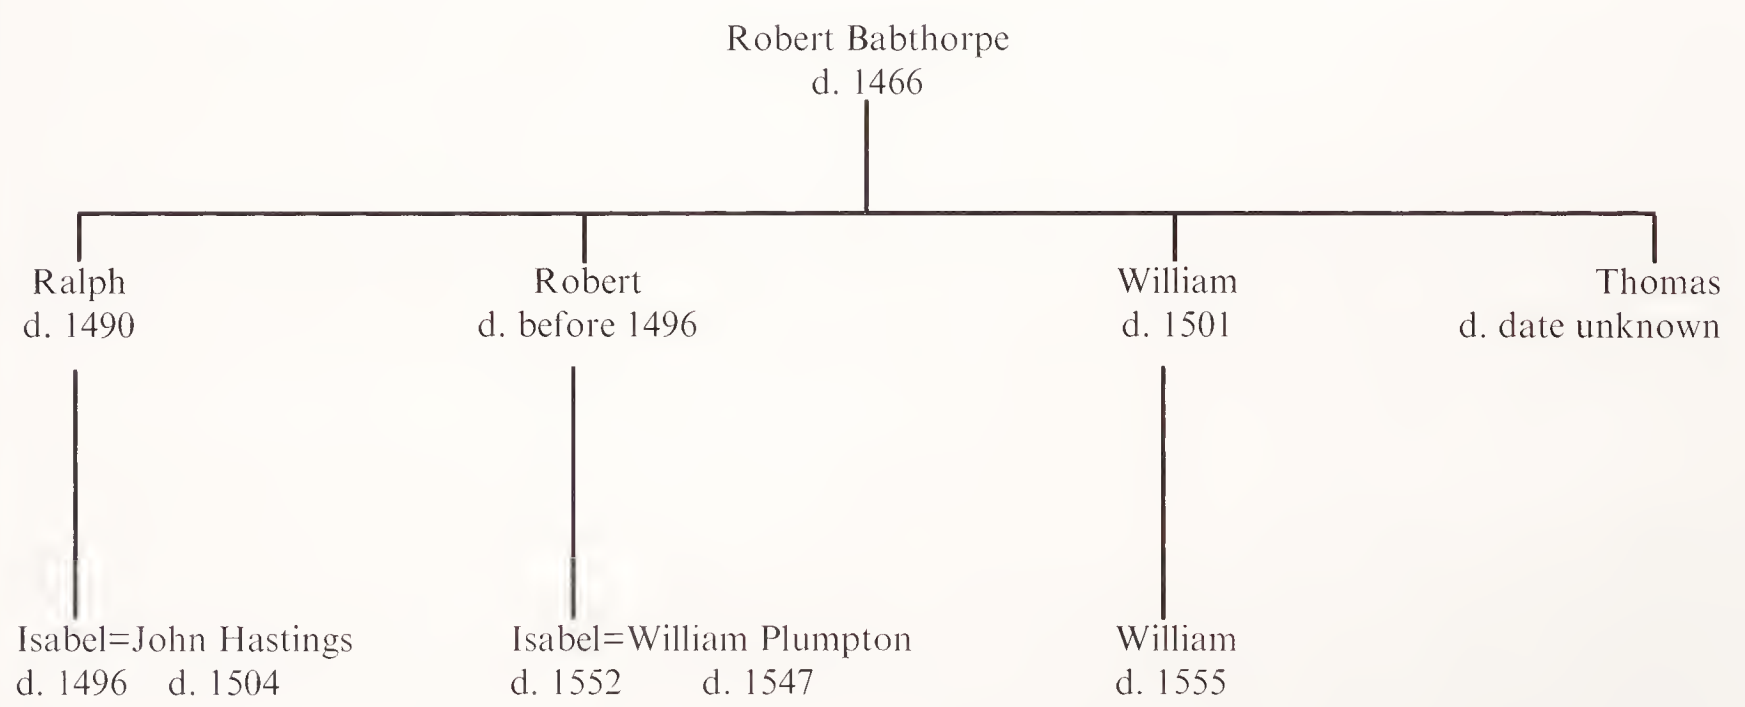 Robert Babthorpe
d. 1466
Ralph
d. 1490
Robert
d. before 1496
William
d. 1501
Thomas
d. date unknown
Isabel=John Hastings
d. 1496 d. 1504
Isabel=William Plumpton
d. 1552 d. 1547
William
d. 1555